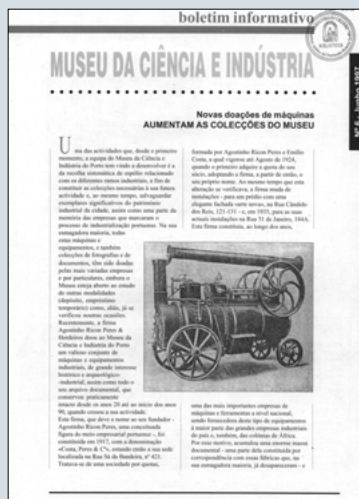 boletim informativo
BIBLIOTECA
MUSEU DA CIÊNCIA E INDÚSTRIA
Nº 6 - Junho 1997
Novas doações de máquinas
AUMENTAM AS COLECÇÕES DO MUSEU
Uma das actividades que, desde o primeiro
momento, a equipa do Museu da Ciência e
Indústria do Porto tem vindo a desenvolver é a
da recolha sistemática de espólio relacionado
com os diferentes ramos industriais, a fim de
constituir as colecções necessárias à sua futura
actividade e, ao mesmo tempo, salvaguardar
exemplares significativos do património
industrial da cidade, assim como parte da
memória das empresas que marcaram o
processo de industrialização portuense. Na sua
esmagadora maioria, todas
estas máquinas e
equipamentos, e também
colecções de fotografias e de
documentos, têm sido doadas
pelas mais variadas empresas
e por particulares, embora o
Museu esteja aberto ao estudo
de outras modalidades
(depósito, empréstimo
temporário) como, aliás, já se
verificou noutras ocasiões.
Recentemente, a firma
Agostinho Ricon Peres &
Herdeiros doou ao Museu da
Ciência e Indústria do Porto
um valioso conjunto de
máquinas e equipamentos
industriais, de grande interesse
histórico e arqueológico-
-industrial, assim como todo o
seu arquivo documental, que
conservou praticamente
intacto desde os anos 20 até ao início dos anos
90, quando cessou a sua actividade.
Esta firma, que deve o nome ao seu fundador -
Agostinho Ricon Peres, uma conceituada
figura do meio empresarial portuense -, foi
constituída em 1917, com a denominação
«Costa, Peres & Cª», estando então a sua sede
localizada na Rua Sá da Bandeira, nº 421.
Tratava-se de uma sociedade por quotas,
formada por Agostinho Ricon Peres e Emílio
Costa, a qual vigorou até Agosto de 1924,
quando o primeiro adquire a quota do seu
sócio, adoptando a firma, a partir de então, o
seu próprio nome. Ao mesmo tempo que esta
alteração se verificava, a firma muda de
instalações - para um prédio com uma
elegante fachada «arte nova», na Rua Cândido
dos Reis, 121-131 - e, em 1935, para as suas
actuais instalações na Rua 31 de Janeiro, 184A.
Esta firma constituiu, ao longo dos anos,
uma das mais importantes empresas de
máquinas e ferramentas a nível nacional,
sendo fornecedora deste tipo de equipamentos
à maior parte das grandes empresas industriais
do país e, também, das colónias de África.
Por esse motivo, acumulou uma enorme massa
documental - uma parte dela constituída por
correspondência com essas fábricas que, na
sua esmagadora maioria, já desapareceram - e